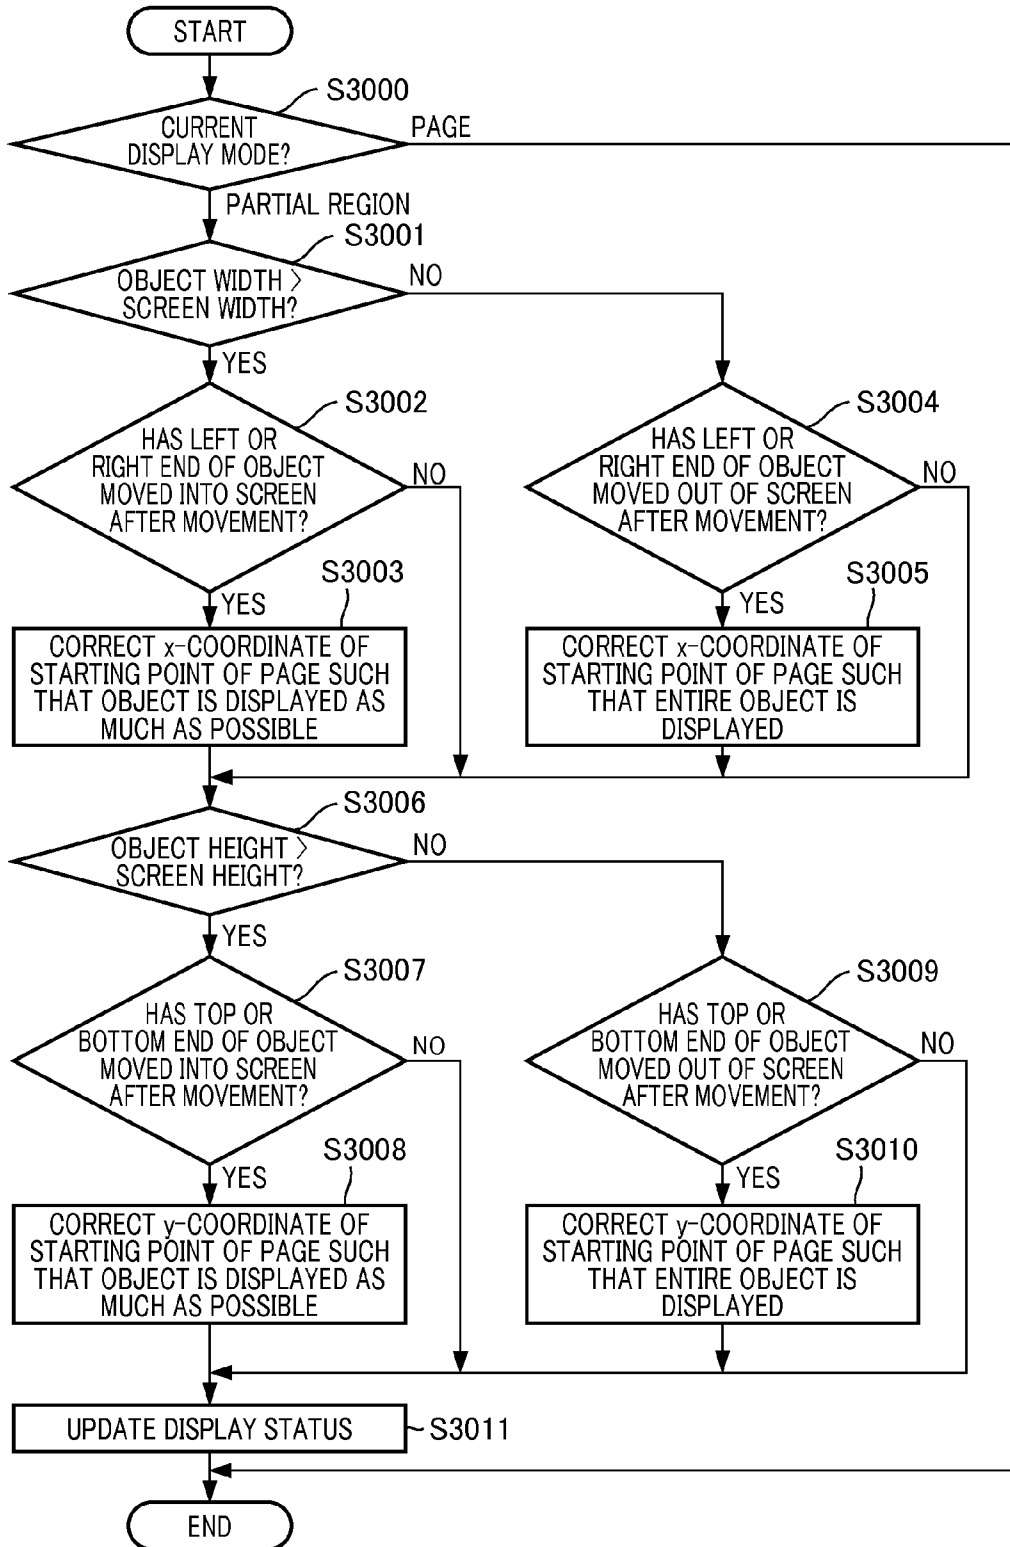 START
S3000
CURRENT
DISPLAY MODE?
PAGE
PARTIAL REGION
S3001
OBJECT WIDTH >
SCREEN WIDTH?
NO
YES
S3002
HAS LEFT OR
RIGHT END OF OBJECT
MOVED INTO SCREEN
AFTER MOVEMENT?
NO
S3004
HAS LEFT OR
RIGHT END OF OBJECT
MOVED OUT OF SCREEN
AFTER MOVEMENT?
NO
YES
S3003
CORRECT x-COORDINATE OF
STARTING POINT OF PAGE SUCH
THAT OBJECT IS DISPLAYED AS
MUCH AS POSSIBLE
YES
S3005
CORRECT x-COORDINATE OF
STARTING POINT OF PAGE SUCH
THAT ENTIRE OBJECT IS
DISPLAYED
S3006
OBJECT HEIGHT >
SCREEN HEIGHT?
NO
YES
S3007
HAS TOP OR
BOTTOM END OF OBJECT
MOVED INTO SCREEN
AFTER MOVEMENT?
NO
S3009
HAS TOP OR
BOTTOM END OF OBJECT
MOVED OUT OF SCREEN
AFTER MOVEMENT?
NO
YES
S3008
CORRECT y-COORDINATE OF
STARTING POINT OF PAGE SUCH
THAT OBJECT IS DISPLAYED AS
MUCH AS POSSIBLE
YES
S3010
CORRECT y-COORDINATE OF
STARTING POINT OF PAGE SUCH
THAT ENTIRE OBJECT IS
DISPLAYED
UPDATE DISPLAY STATUS
S3011
END